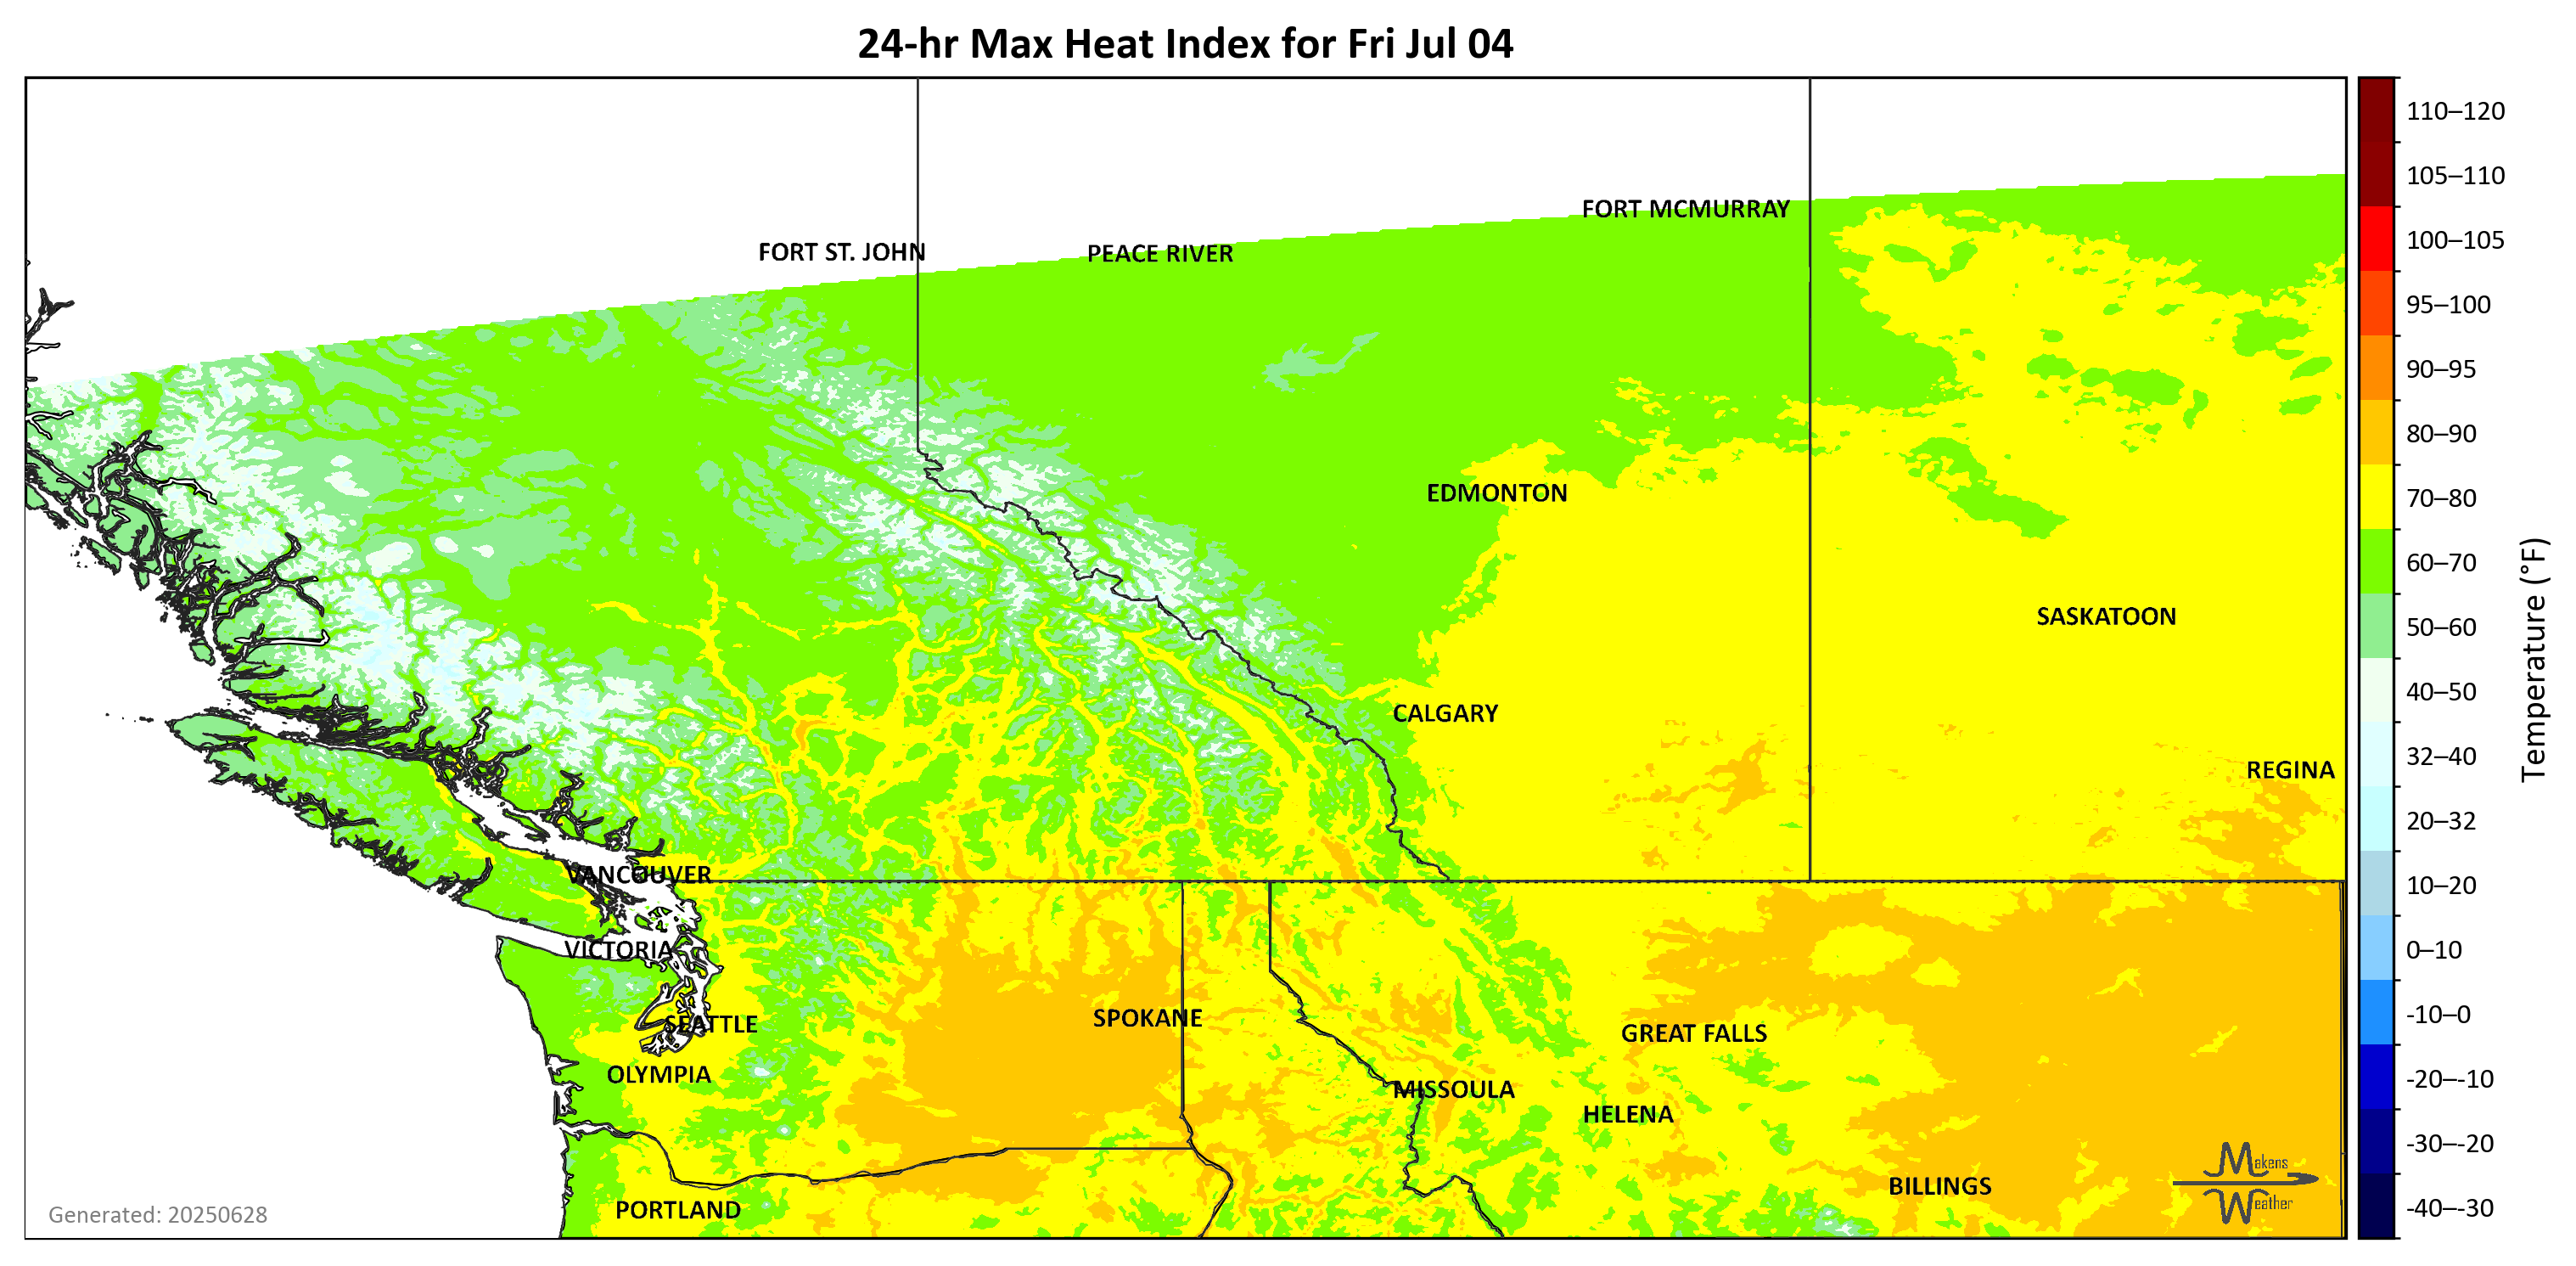 24-hr Max Heat Index for Fri Jul 04
FORT MCMURRAY
FORT ST. JOHN
PEACE RIVER
EDMONTON
SASKATOON
CALGARY
REGINA
VANCOUVER
VICTORIA
SEATTLE
SPOKANE
GREAT FALLS
OLYMPIA
MISSOULA
HELENA
BILLINGS
PORTLAND
Makens
Weather
Generated: 20250628
110–120
105–110
100–105
95–100
90–95
80–90
70–80
60–70
50–60
40–50
32–40
20–32
10–20
0–10
-10–0
-20–-10
-30–-20
-40–-30
Temperature (°F)